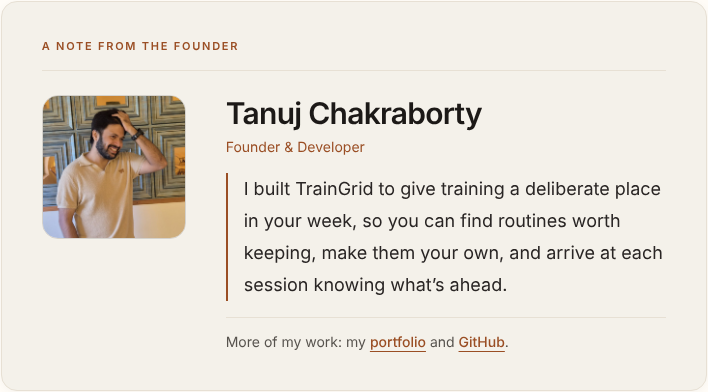 A NOTE FROM THE FOUNDER
Tanuj Chakraborty
Founder & Developer
I built TrainGrid to give training a deliberate place
in your week, so you can find routines worth
keeping, make them your own, and arrive at each
session knowing what’s ahead.
More of my work: my portfolio and GitHub.